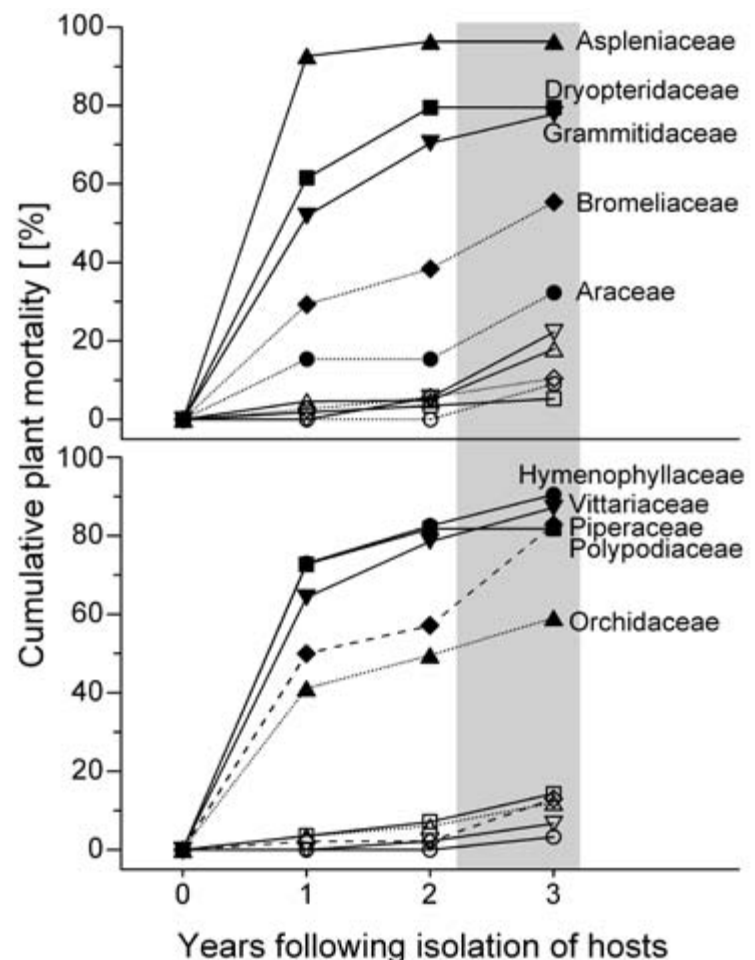 100
80
60
40
20
0
Aspleniaceae
Dryopteridaceae
Grammitidaceae
Bromeliaceae
Araceae
Cumulative plant mortality [ [%)
100
80
60
40
20
0
Hymenophyllaceae
Vittariaceae
Piperaceae
Polypodiaceae
Orchidaceae
0 1 2 3
Years following isolation of hosts